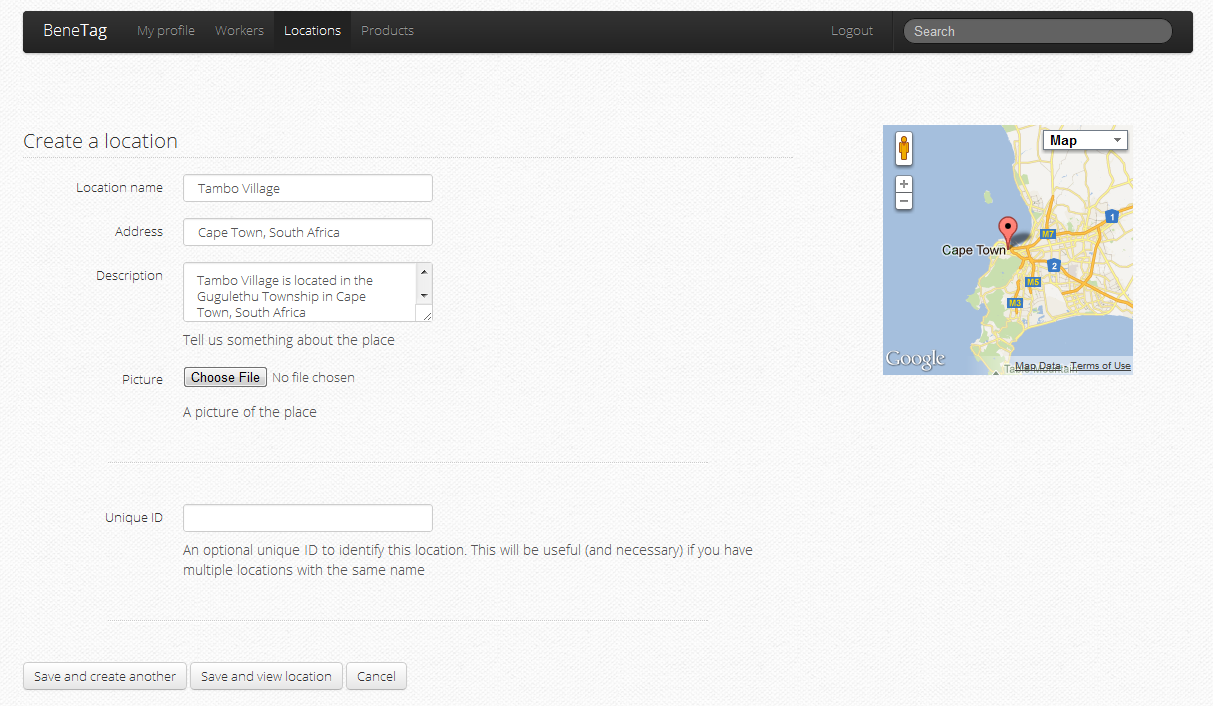 BeneTag My profile Workers Locations Products Logout Search
Create a location
Location name Tambo Village
Address Cape Town, South Africa
Description Tambo Village is located in the
Gugulethu Township in Cape
Town, South Africa
Tell us something about the place
Picture Choose File No file chosen
A picture of the place
Unique ID
An optional unique ID to identify this location. This will be useful (and necessary) if you have
multiple locations with the same name
Save and create another Save and view location Cancel
Map
+
−
1
M7
Cape Town
2
M5
M3
Google
Map Data - Terms of Use
Table Mountain